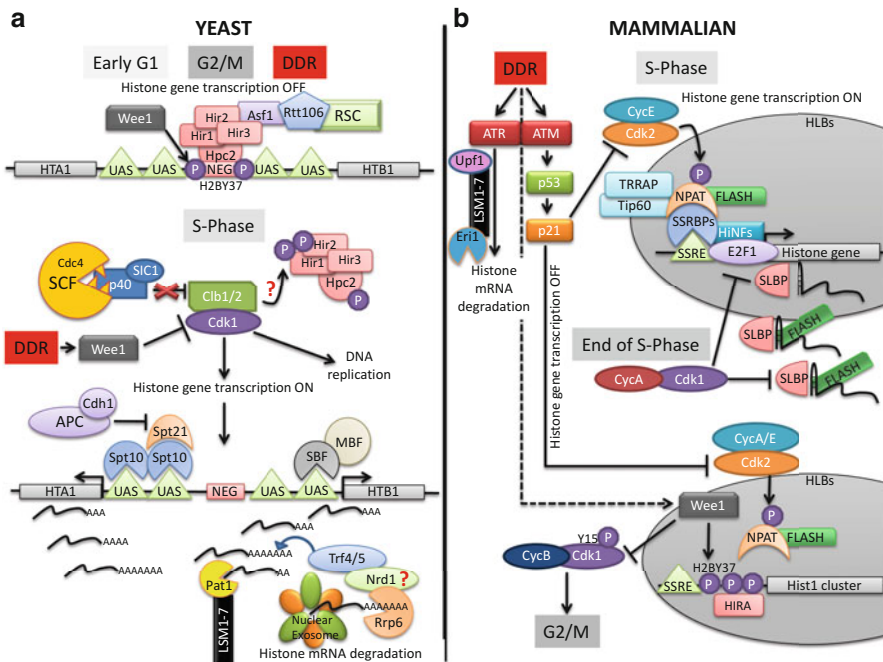 a
YEAST
Early G1
G2/M
DDR
Histone gene transcription OFF
Wee1
Hir2
Asf1
Rtt106
RSC
Hir1
Hir3
Hpc2
HTA1
UAS
UAS
P
NEG
P
UAS
UAS
HTB1
H2BY37
S-Phase
Cdc4
SCF
SIC1
p40
P
P
Hir2
Hir1
Hir3
Hpc2
P
?
Clb1/2
Cdk1
DDR
Wee1
DNA
replication
Histone gene transcription ON
Cdh1
APC
Spt21
Spt10
Spt10
SBF
MBF
HTA1
UAS
UAS
NEG
UAS
UAS
HTB1
AAA
AAA
AAA
AAAA
AAAAAAA
AAAAAAA
AA
Trf4/5
Pat1
Nrd1
?
LSM1-7
Nuclear
Exosome
AAAAAAA
Rrp6
Histone mRNA degradation
b
MAMMALIAN
DDR
S-Phase
Histone gene transcription ON
HLBs
ATR
ATM
CycE
Cdk2
Upf1
LSM1-7
Eri1
p53
p21
P
TRRAP
Tip60
NPAT
FLASH
SSRBPs
HiNFs
SSRE
E2F1
Histone gene
SLBP
Histone
mRNA
degradation
Histone gene transcription OFF
SLBP
FLASH
End of S-Phase
CycA
Cdk1
SLBP
FLASH
CycA/E
Cdk2
HLBs
Wee1
P
NPAT
FLASH
Y15
P
CycB
Cdk1
H2BY37
SSRE
P
P
P
Hist1 cluster
HIRA
G2/M